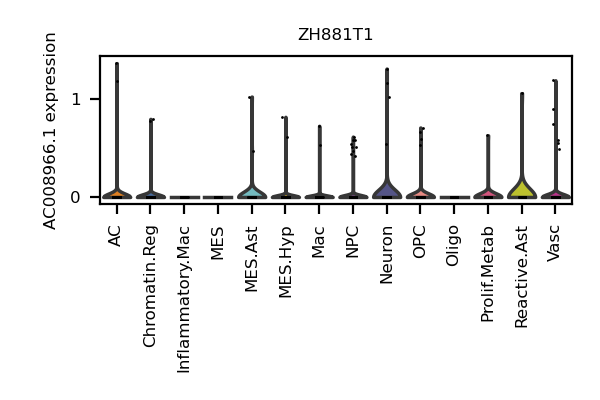 ZH881T1
AC008966.1 expression
1
0
AC
Chromatin.Reg
Inflammatory.Mac
MES
MES.Ast
MES.Hyp
Mac
NPC
Neuron
OPC
Oligo
Prolif.Metab
Reactive.Ast
Vasc